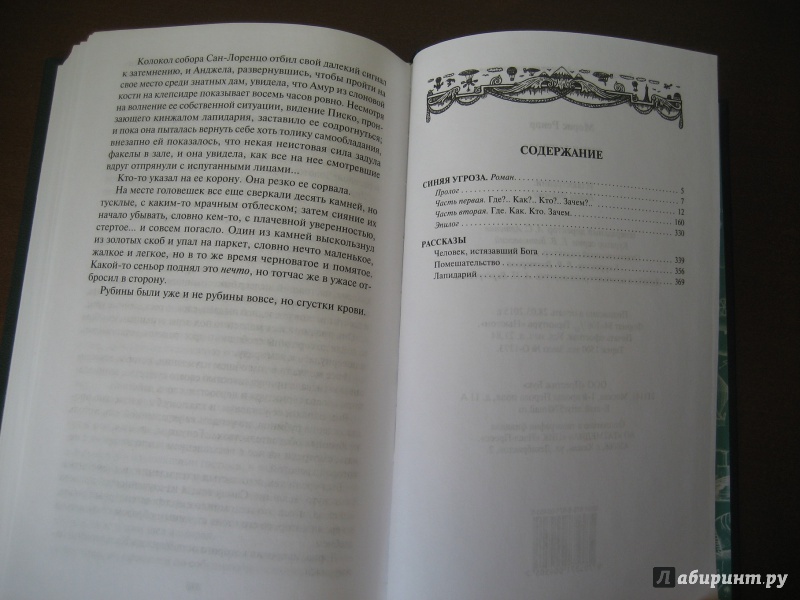 Колокол собора Сан-Лоренцо отбил свой далекий сигнал
к затемнению, и Анджела, развернувшись, чтобы пройти на
свое место среди знатных дам, увидела, что Амур из слоновой
кости на клепсидре показывает восемь часов ровно. Несмотря
на волнение ее собственной ситуации, видение Писко, прон-
зающего кинжалом лапидария, заставило ее содрогнуться;
и пока она пыталась вернуть себе хоть толику самообладания,
внезапно ей показалось, что некая неистовая сила задула
факелы в зале, и она увидела, как все на нее смотревшие
вдруг отпрянули с испуганными лицами...
Кто-то указал на ее корону. Она резко ее сорвала.
На месте головешек все еще сверкали десять камней, но
тусклые, с каким-то мрачным отблеском; затем сияние их
начало убывать, словно кем-то, с плачевной уверенностью,
стертое... и совсем погасло. Один из камней выскользнул
из золотых скоб и упал на паркет, словно нечто маленькое,
жалкое и легкое, но в то же время черноватое и помятое.
Какой-то сеньор поднял это нечто, но тотчас же в ужасе от-
бросил в сторону.
Рубины были уже и не рубины вовсе, но сгустки крови.
СОДЕРЖАНИЕ
СИНЯЯ УГРОЗА. Роман. 5
Пролог 7
Часть первая. Где?.. Как?.. Кто?.. Зачем?.. 12
Часть вторая. Где. Как. Кто. Зачем. 160
Эпилог 330
РАССКАЗЫ
Человек, истязавший Бога 339
Помешательство 356
Лапидарий 369
Лабиринт.ру